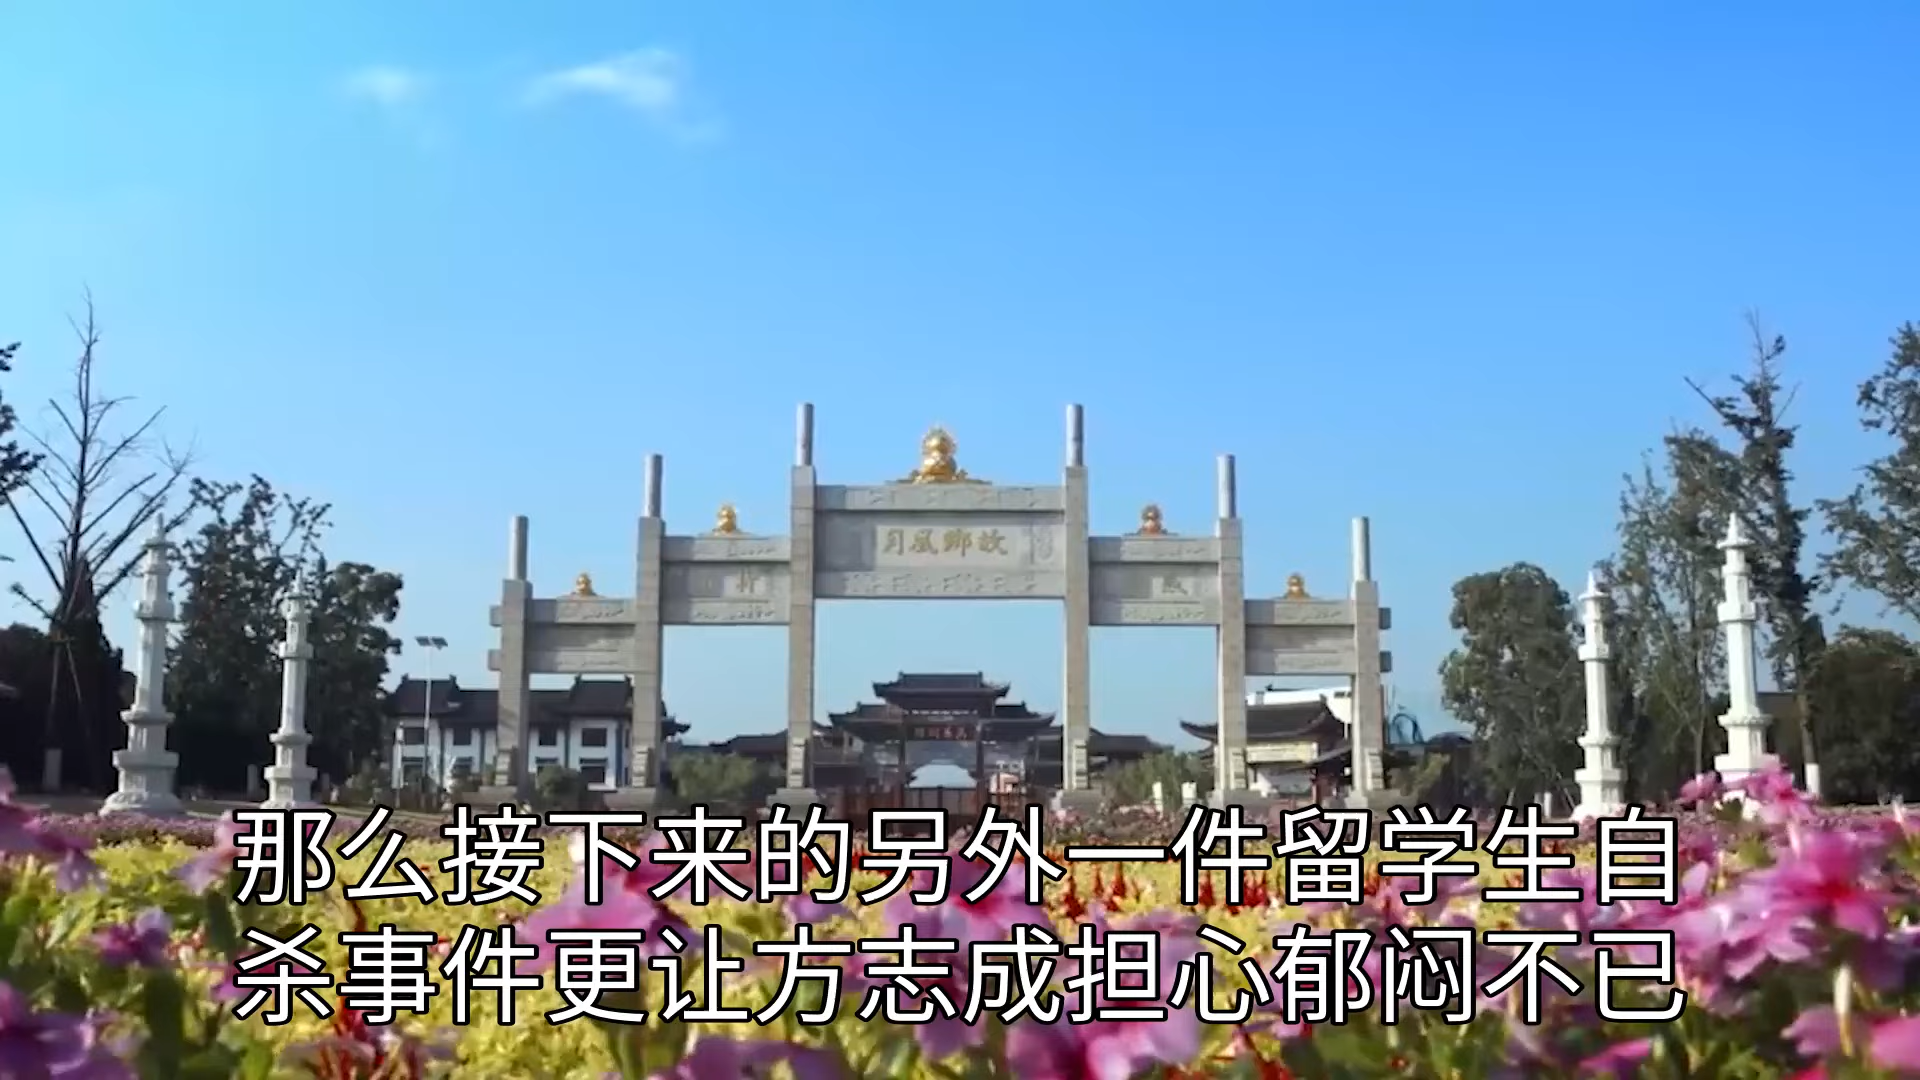 故鄉風月
那么接下来的另外一件留学生自
杀事件更让方志成担心郁闷不已